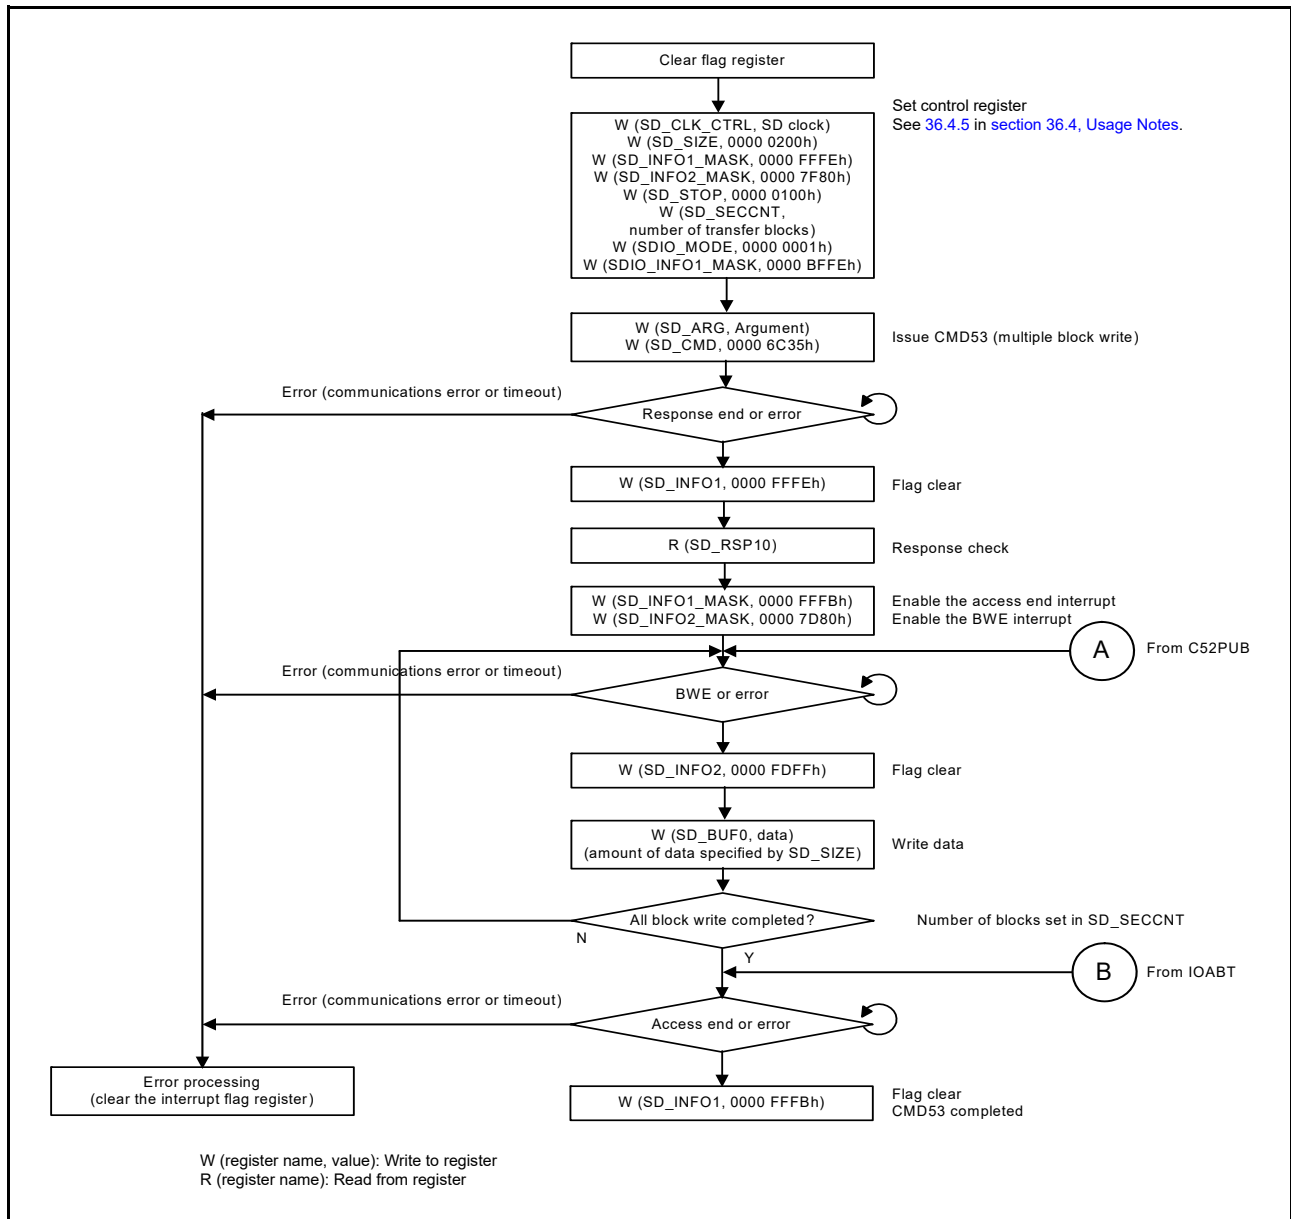 Clear flag register
Set control register
See 36.4.5 in section 36.4, Usage Notes.
W (SD_CLK_CTRL, SD clock)
W (SD_SIZE, 0000 0200h)
W (SD_INFO1_MASK, 0000 FFFEh)
W (SD_INFO2_MASK, 0000 7F80h)
W (SD_STOP, 0000 0100h)
W (SD_SECCNT,
number of transfer blocks)
W (SDIO_MODE, 0000 0001h)
W (SDIO_INFO1_MASK, 0000 BFFEh)
W (SD_ARG, Argument)
W (SD_CMD, 0000 6C35h)
Issue CMD53 (multiple block write)
Error (communications error or timeout)
Response end or error
W (SD_INFO1, 0000 FFFEh)
Flag clear
R (SD_RSP10)
Response check
W (SD_INFO1_MASK, 0000 FFFBh)
W (SD_INFO2_MASK, 0000 7D80h)
Enable the access end interrupt
Enable the BWE interrupt
A
From C52PUB
Error (communications error or timeout)
BWE or error
W (SD_INFO2, 0000 FDFFh)
Flag clear
W (SD_BUF0, data)
(amount of data specified by SD_SIZE)
Write data
All block write completed?
Number of blocks set in SD_SECCNT
N
Y
B
From IOABT
Error (communications error or timeout)
Access end or error
Error processing
(clear the interrupt flag register)
W (SD_INFO1, 0000 FFFBh)
Flag clear
CMD53 completed
W (register name, value): Write to register
R (register name): Read from register